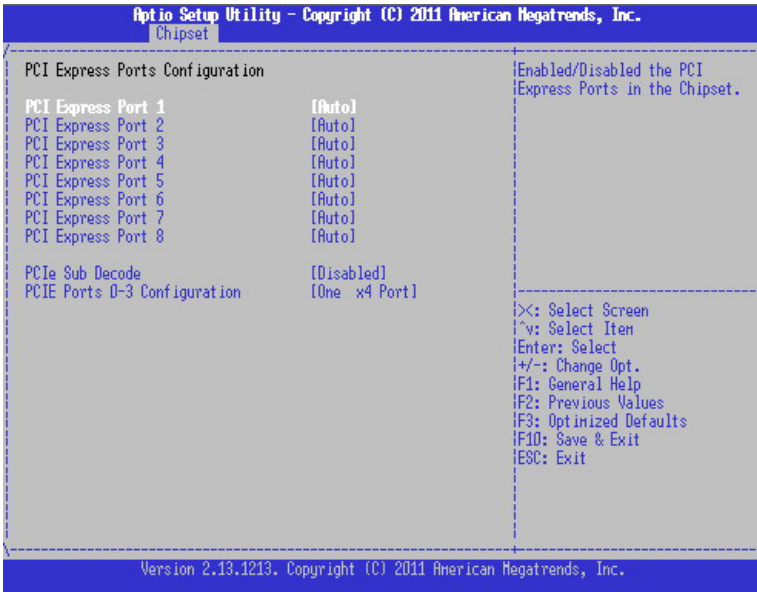 Aptio Setup Utility - Copyright (C) 2011 American Megatrends, Inc.
Chipset
PCI Express Ports Configuration
PCI Express Port 1 [Auto]
PCI Express Port 2 [Auto]
PCI Express Port 3 [Auto]
PCI Express Port 4 [Auto]
PCI Express Port 5 [Auto]
PCI Express Port 6 [Auto]
PCI Express Port 7 [Auto]
PCI Express Port 8 [Auto]
PCIe Sub Decode [Disabled]
PCIE Ports 0-3 Configuration [One x4 Port]
Enabled/Disabled the PCI
Express Ports in the Chipset.
><: Select Screen
^v: Select Item
Enter: Select
+/-: Change Opt.
F1: General Help
F2: Previous Values
F3: Optimized Defaults
F10: Save & Exit
ESC: Exit
Version 2.13.1213. Copyright (C) 2011 American Megatrends, Inc.